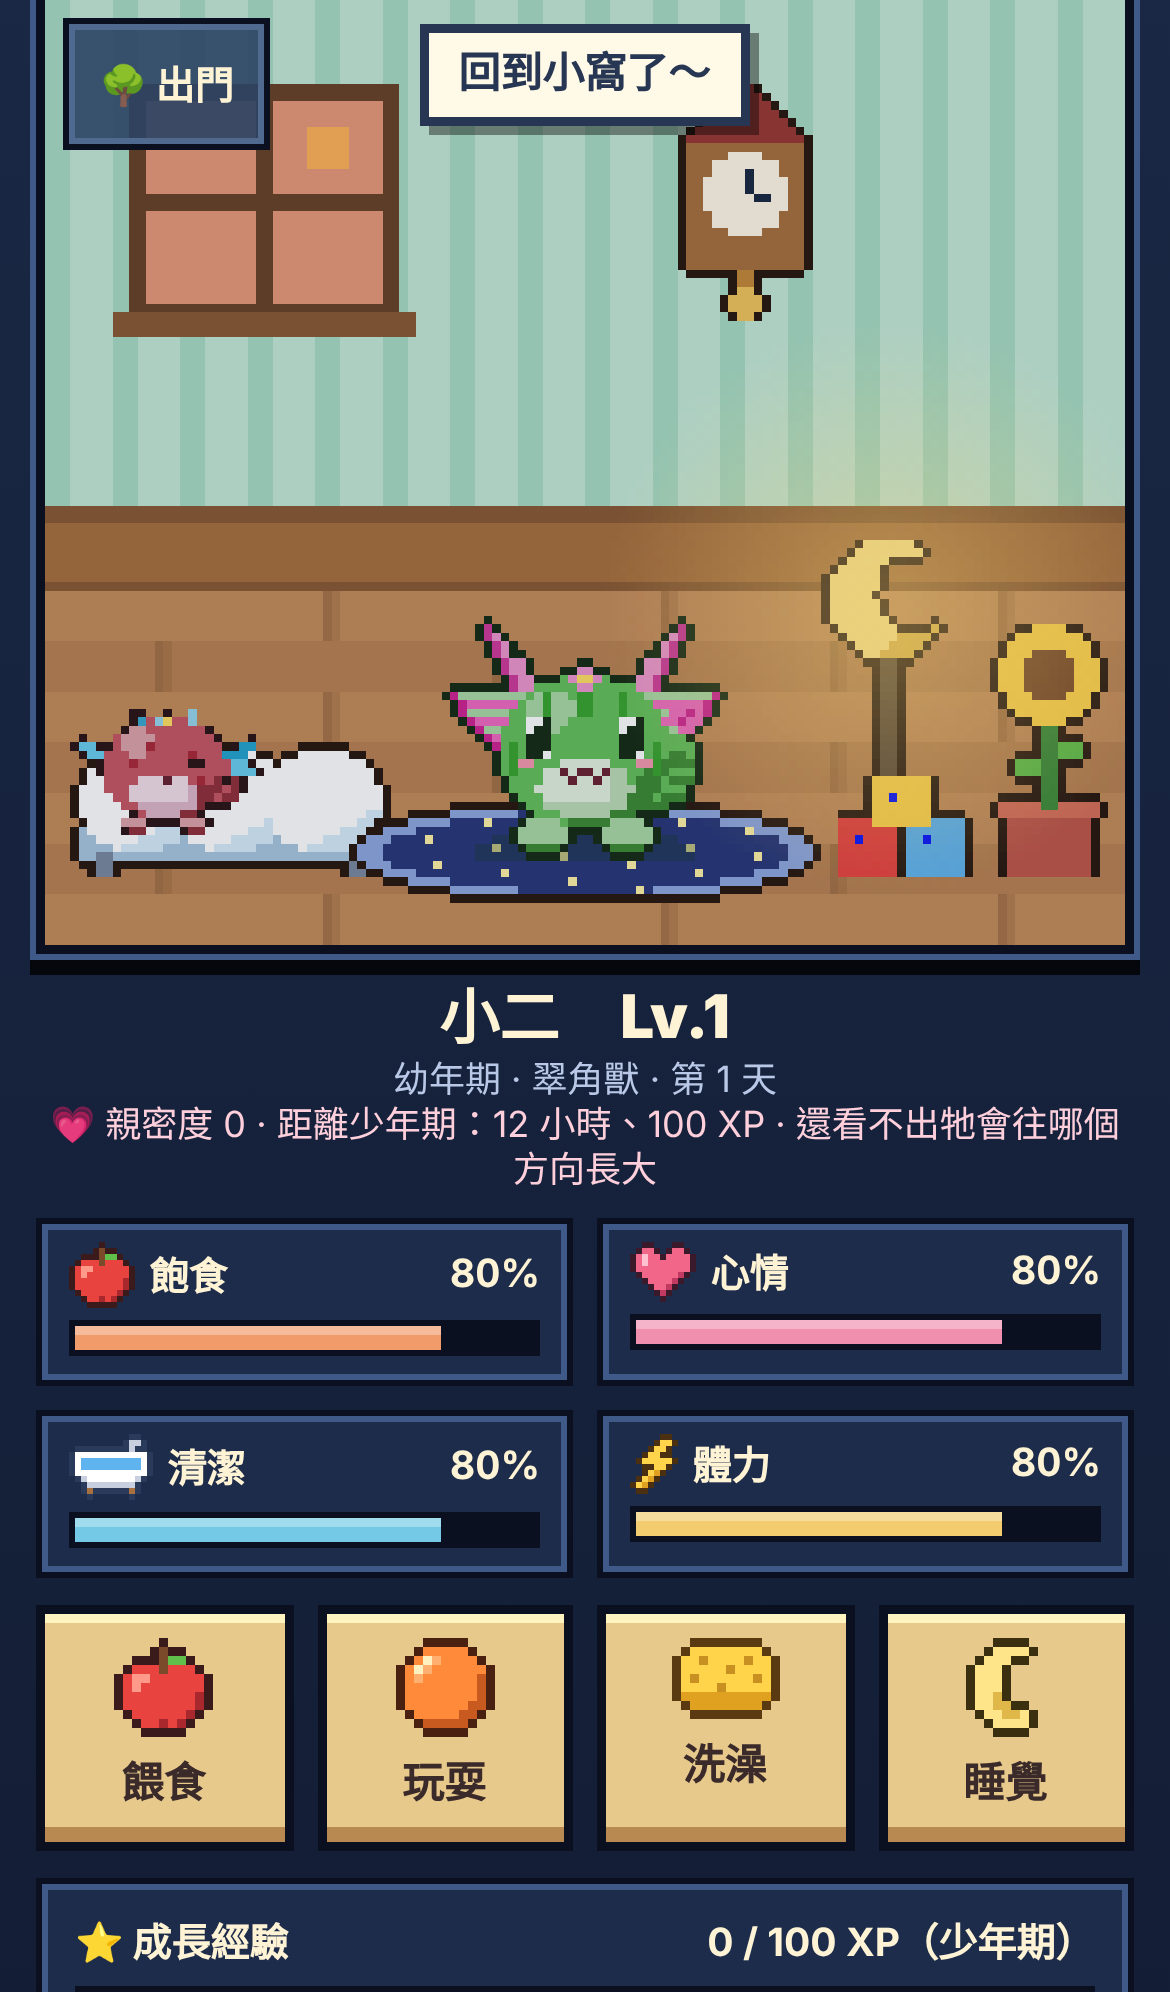 🌳 出門
回到小窩了～
小二　Lv.1
幼年期 · 翠角獸 · 第 1 天
💗 親密度 0 · 距離少年期：12 小時、100 XP · 還看不出牠會往哪個
方向長大
飽食 80%
心情 80%
清潔 80%
體力 80%
餵食
玩耍
洗澡
睡覺
⭐ 成長經驗 0 / 100 XP（少年期）